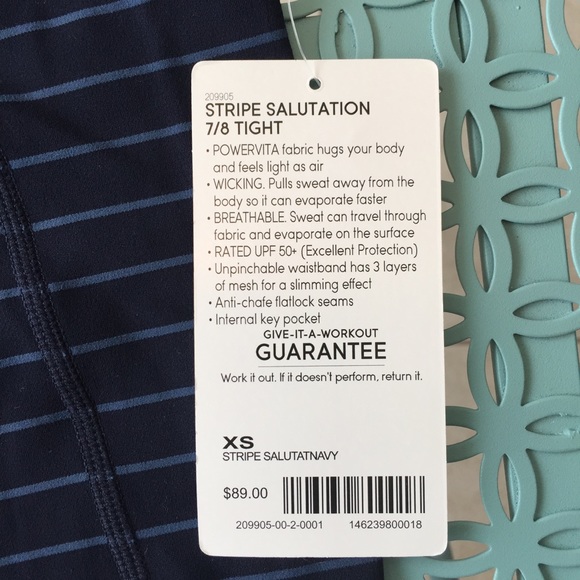 209905
STRIPE SALUTATION
7/8 TIGHT
• POWERVITA fabric hugs your body
and feels light as air
• WICKING. Pulls sweat away from the
body so it can evaporate faster
• BREATHABLE. Sweat can travel through
fabric and evaporate on the surface
• RATED UPF 50+ (Excellent Protection)
• Unpinchable waistband has 3 layers
of mesh for a slimming effect
• Anti-chafe flatlock seams
• Internal key pocket
GIVE-IT-A-WORKOUT
GUARANTEE
Work it out. If it doesn't perform, return it.
XS
STRIPE SALUTATNAVY
$89.00
209905-00-2-0001 146239800018